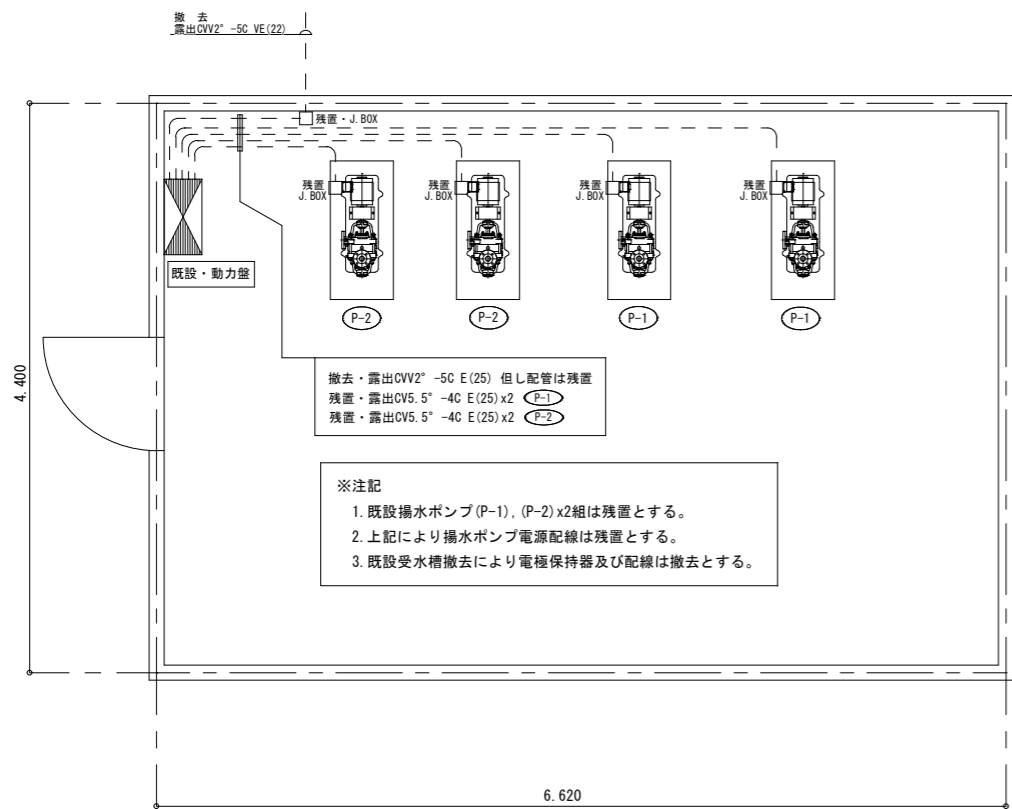 撤 去
露出CVV2°-5C VE(22)
残置・J.BOX
残置
J.BOX
残置
J.BOX
残置
J.BOX
残置
J.BOX
既設・動力盤
P-2
P-2
P-1
P-1
4.400
撤去・露出CVV2°-5C E(25) 但し配管は残置
残置・露出CV5.5°-4C E(25)x2 P-1
残置・露出CV5.5°-4C E(25)x2 P-2
※注記
1.既設揚水ポンプ(P-1),(P-2)x2組は残置とする。
2.上記により揚水ポンプ電源配線は残置とする。
3.既設受水槽撤去により電極保持器及び配線は撤去とする。
6.620